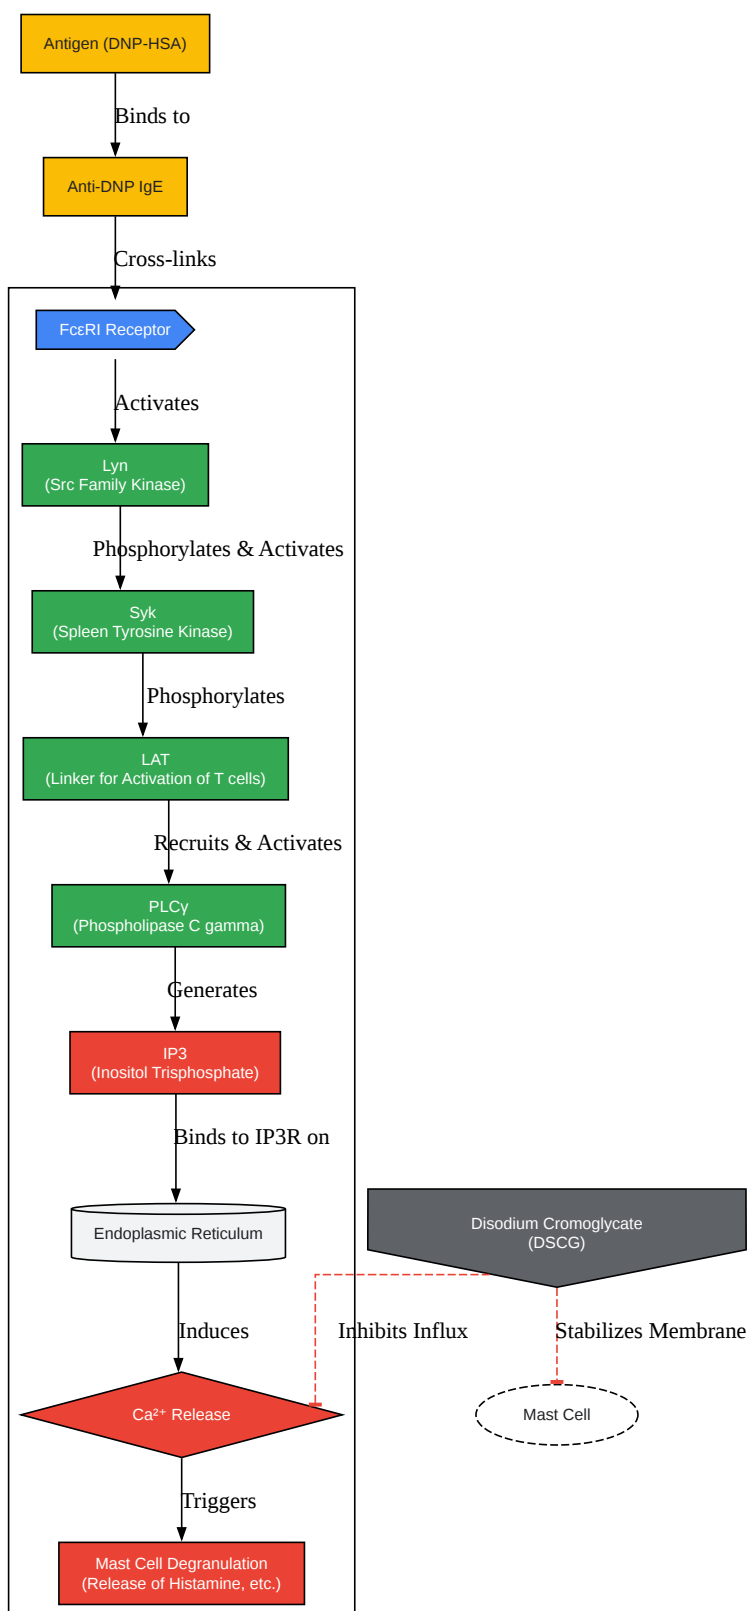 Antigen (DNP-HSA)
Binds to
Anti-DNP IgE
Cross-links
FcεRI Receptor
Activates
Lyn
(Src Family Kinase)
Phosphorylates & Activates
Syk
(Spleen Tyrosine Kinase)
Phosphorylates
LAT
(Linker for Activation of T cells)
Recruits & Activates
PLCγ
(Phospholipase C gamma)
Generates
IP3
(Inositol Trisphosphate)
Binds to IP3R on
Disodium Cromoglycate
(DSCG)
Endoplasmic Reticulum
Induces
Inhibits Influx
Stabilizes Membrane
Ca²⁺ Release
Mast Cell
Triggers
Mast Cell Degranulation
(Release of Histamine, etc.)